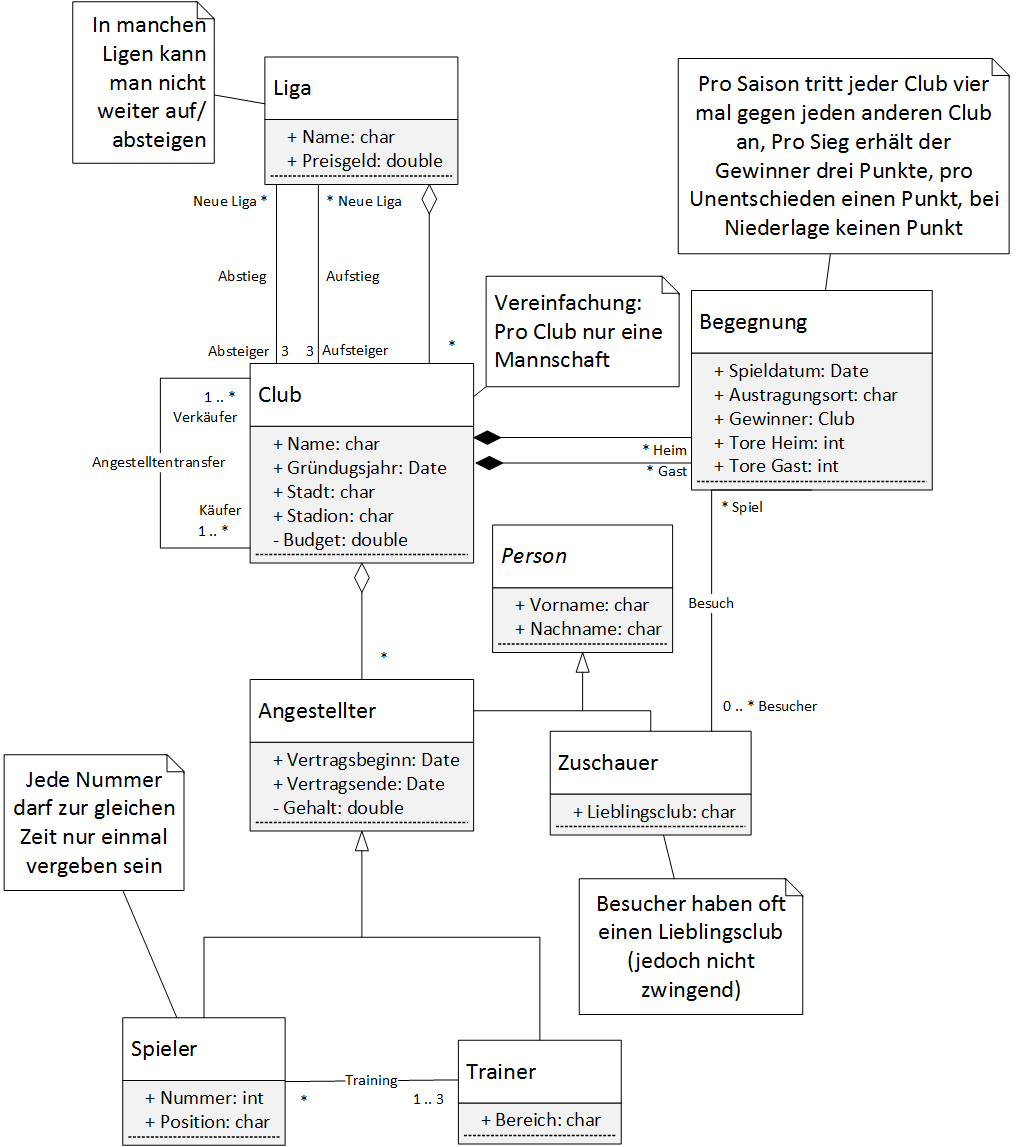 In manchen
Ligen kann
man nicht
weiter auf/
absteigen
Liga
+ Name: char
+ Preisgeld: double
Pro Saison tritt jeder Club vier
mal gegen jeden anderen Club
an, Pro Sieg erhält der
Gewinner drei Punkte, pro
Unentschieden einen Punkt, bei
Niederlage keinen Punkt
Neue Liga *
* Neue Liga
Abstieg
Aufstieg
Absteiger 3
3 Aufsteiger
*
Vereinfachung:
Pro Club nur eine
Mannschaft
Begegnung
+ Spieldatum: Date
+ Austragungsort: char
+ Gewinner: Club
+ Tore Heim: int
+ Tore Gast: int
Club
+ Name: char
+ Gründugsjahr: Date
+ Stadt: char
+ Stadion: char
- Budget: double
1 .. *
Verkäufer
Angestelltentransfer
Käufer
1 .. *
* Heim
* Gast
* Spiel
Person
+ Vorname: char
+ Nachname: char
Besuch
*
0 .. * Besucher
Angestellter
+ Vertragsbeginn: Date
+ Vertragsende: Date
- Gehalt: double
Zuschauer
+ Lieblingsclub: char
Jede Nummer
darf zur gleichen
Zeit nur einmal
vergeben sein
Besucher haben oft
einen Lieblingsclub
(jedoch nicht
zwingend)
Spieler
+ Nummer: int
+ Position: char
Training
*
1 .. 3
Trainer
+ Bereich: char